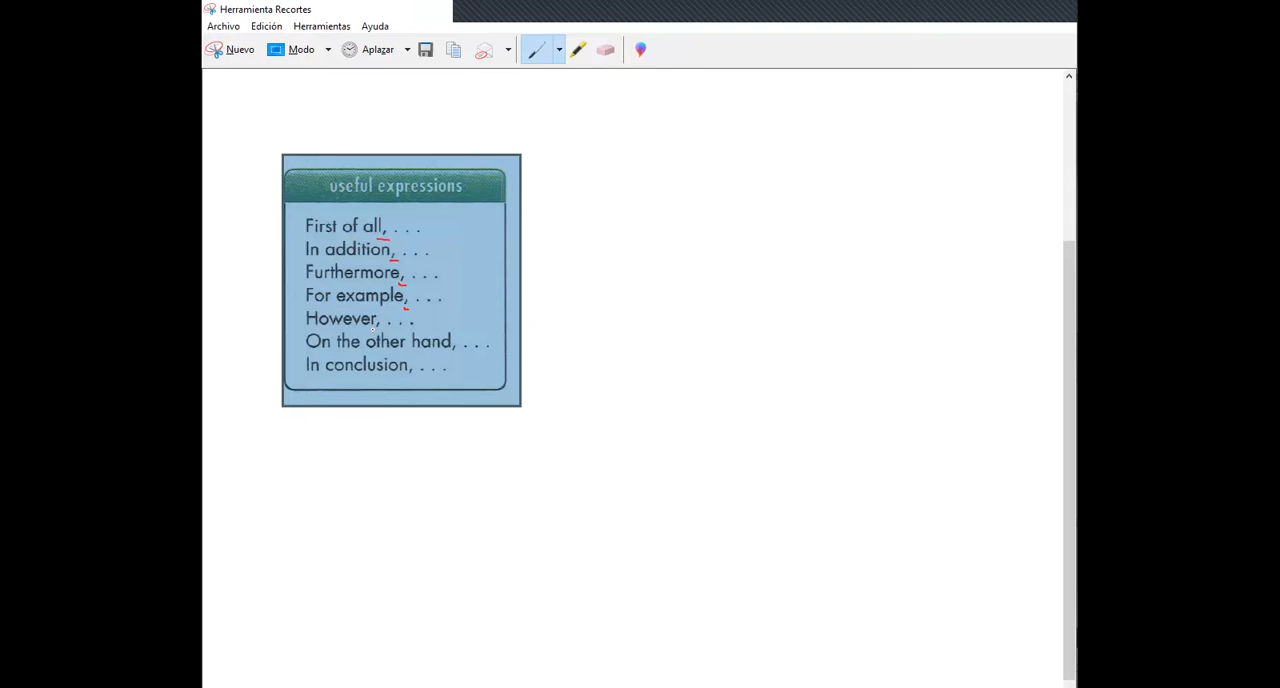 Herramienta Recortes
Archivo Edición Herramientas Ayuda
Nuevo Modo Aplazar
useful expressions
First of all, . . .
In addition, . . .
Furthermore, . . .
For example, . . .
However, . . .
On the other hand, . . .
In conclusion, . . .